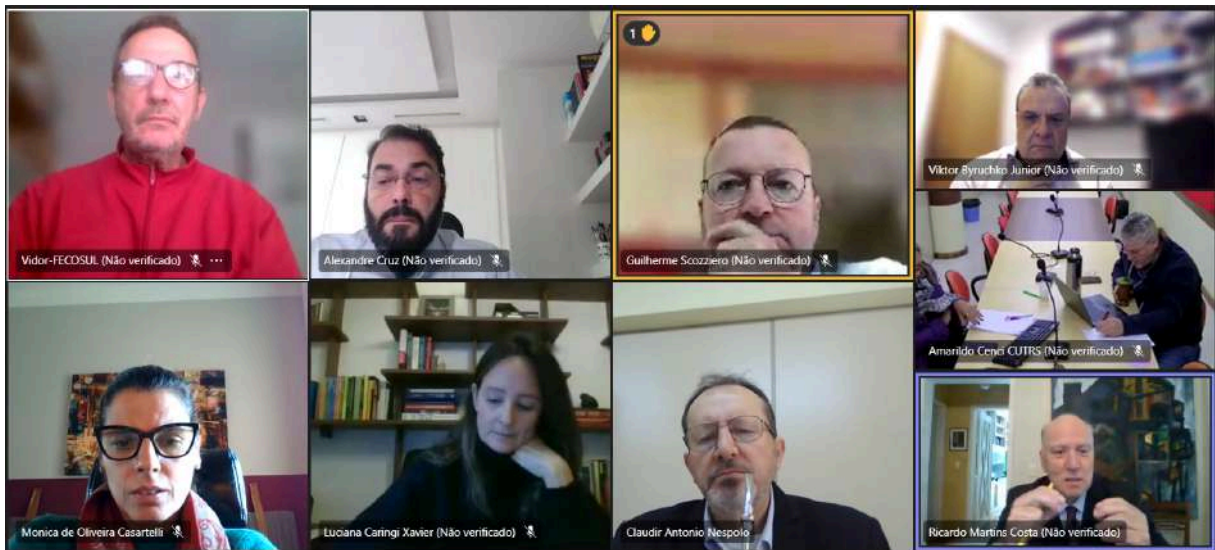 1
Vidor-FECOSUL (Não verificado)
Alexandre Cruz (Não verificado)
Guilherme Scozziero (Não verificado)
Viktor Byruchko Junior (Não verificado)
Amarildo Cenci CUTRS (Não verificado)
Monica de Oliveira Casartelli
Luciana Caringi Xavier (Não verificado)
Claudir Antonio Nespolo
Ricardo Martins Costa (Não verificado)